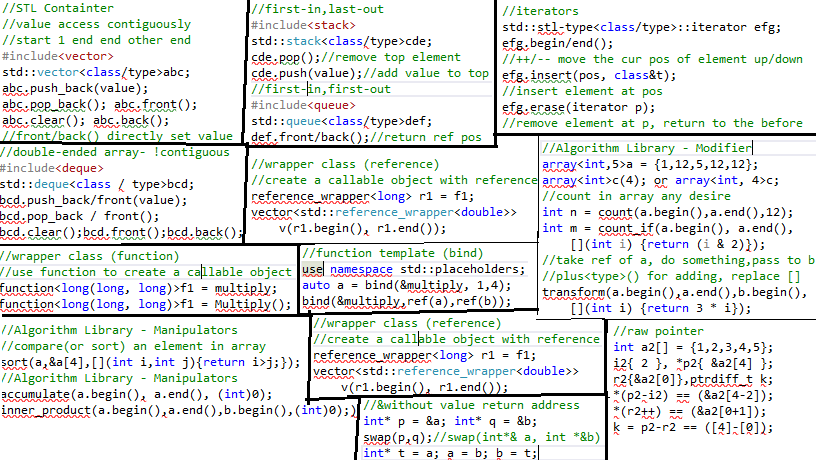 //STL Containter
//value access contiguously
//start 1 end end other end
#include<vector>
std::vector<class/type>abc;
abc.push_back(value);
abc.pop_back(); abc.front();
abc.clear(); abc.back();
//front/back() directly set value
//first-in,last-out
#include<stack>
std::stack<class/type>cde;
cde.pop();//remove top element
cde.push(value);//add value to top
//first-in,first-out
#include<queue>
std::queue<class/type>def;
def.front/back();//return ref pos
//iterators
std::stl-type<class/type>::iterator efg;
efg.begin/end();
//++/-- move the cur pos of element up/down
efg.insert(pos, class&t);
//insert element at pos
efg.erase(iterator p);
//remove element at p, return to the before
//double-ended array- !contiguous
#include<deque>
std::deque<class / type>bcd;
bcd.push_back/front(value);
bcd.pop_back / front();
bcd.clear();bcd.front();bcd.back();
//wrapper class (reference)
//create a callable object with reference
reference_wrapper<long> r1 = f1;
vector<std::reference_wrapper<double>>
v(r1.begin(), r1.end());
//Algorithm Library - Modifier
array<int,5>a = {1,12,5,12,12};
array<int>c(4); or array<int, 4>c;
//count in array any desire
int n = count(a.begin(),a.end(),12);
int m = count_if(a.begin(), a.end(),
[](int i) {return (i & 2)});
//take ref of a, do something,pass to b
//plus<type>() for adding, replace []
transform(a.begin(),a.end(),b.begin(),
[](int i) {return 3 * i});
//wrapper class (function)
//use function to create a callable object
function<long(long, long)>f1 = multiply;
function<long(long, long)>f1 = Multiply();
//function template (bind)
use namespace std::placeholders;
auto a = bind(&multiply, 1,4);
bind(&multiply,ref(a),ref(b));
//Algorithm Library - Manipulators
//compare(or sort) an element in array
sort(a,&a[4],[](int i,int j){return i>j;});
//Algorithm Library - Manipulators
accumulate(a.begin(), a.end(), (int)0);
inner_product(a.begin(),a.end(),b.begin(),(int)0);
//wrapper class (reference)
//create a callable object with reference
reference_wrapper<long> r1 = f1;
vector<std::reference_wrapper<double>>
v(r1.begin(), r1.end());
//&without value return address
int* p = &a; int* q = &b;
swap(p,q);//swap(int*& a, int *&b)
int* t = a; a = b; b = t;
//raw pointer
int a2[] = {1,2,3,4,5};
i2{ 2 }, *p2{ &a2[4] };
r2{&a2[0]},ptrdiff_t k;
*(p2-i2) == (&a2[4-2]);
*(r2++) == (&a2[0+1]);
k = p2-r2 == ([4]-[0]);